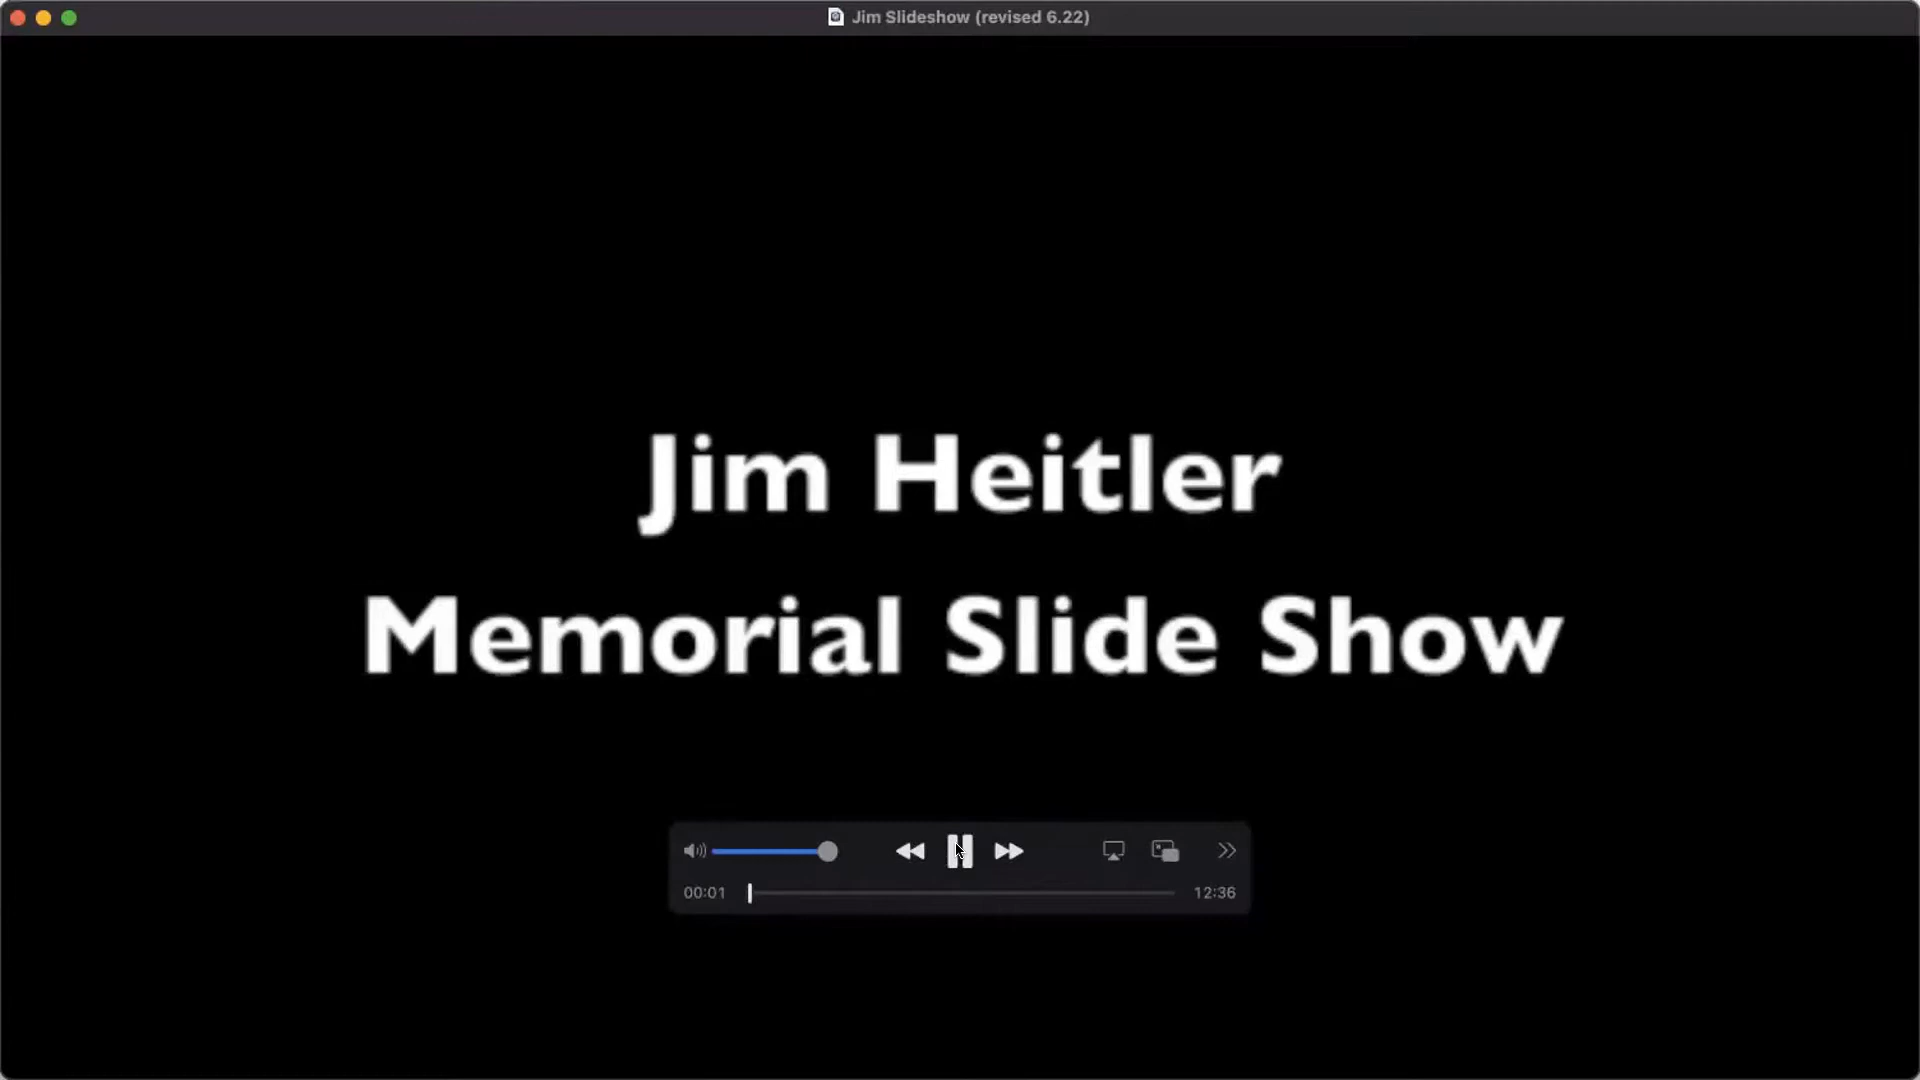 Jim Slideshow (revised 6.22)
Jim Heitler
Memorial Slide Show
00:01
12:36